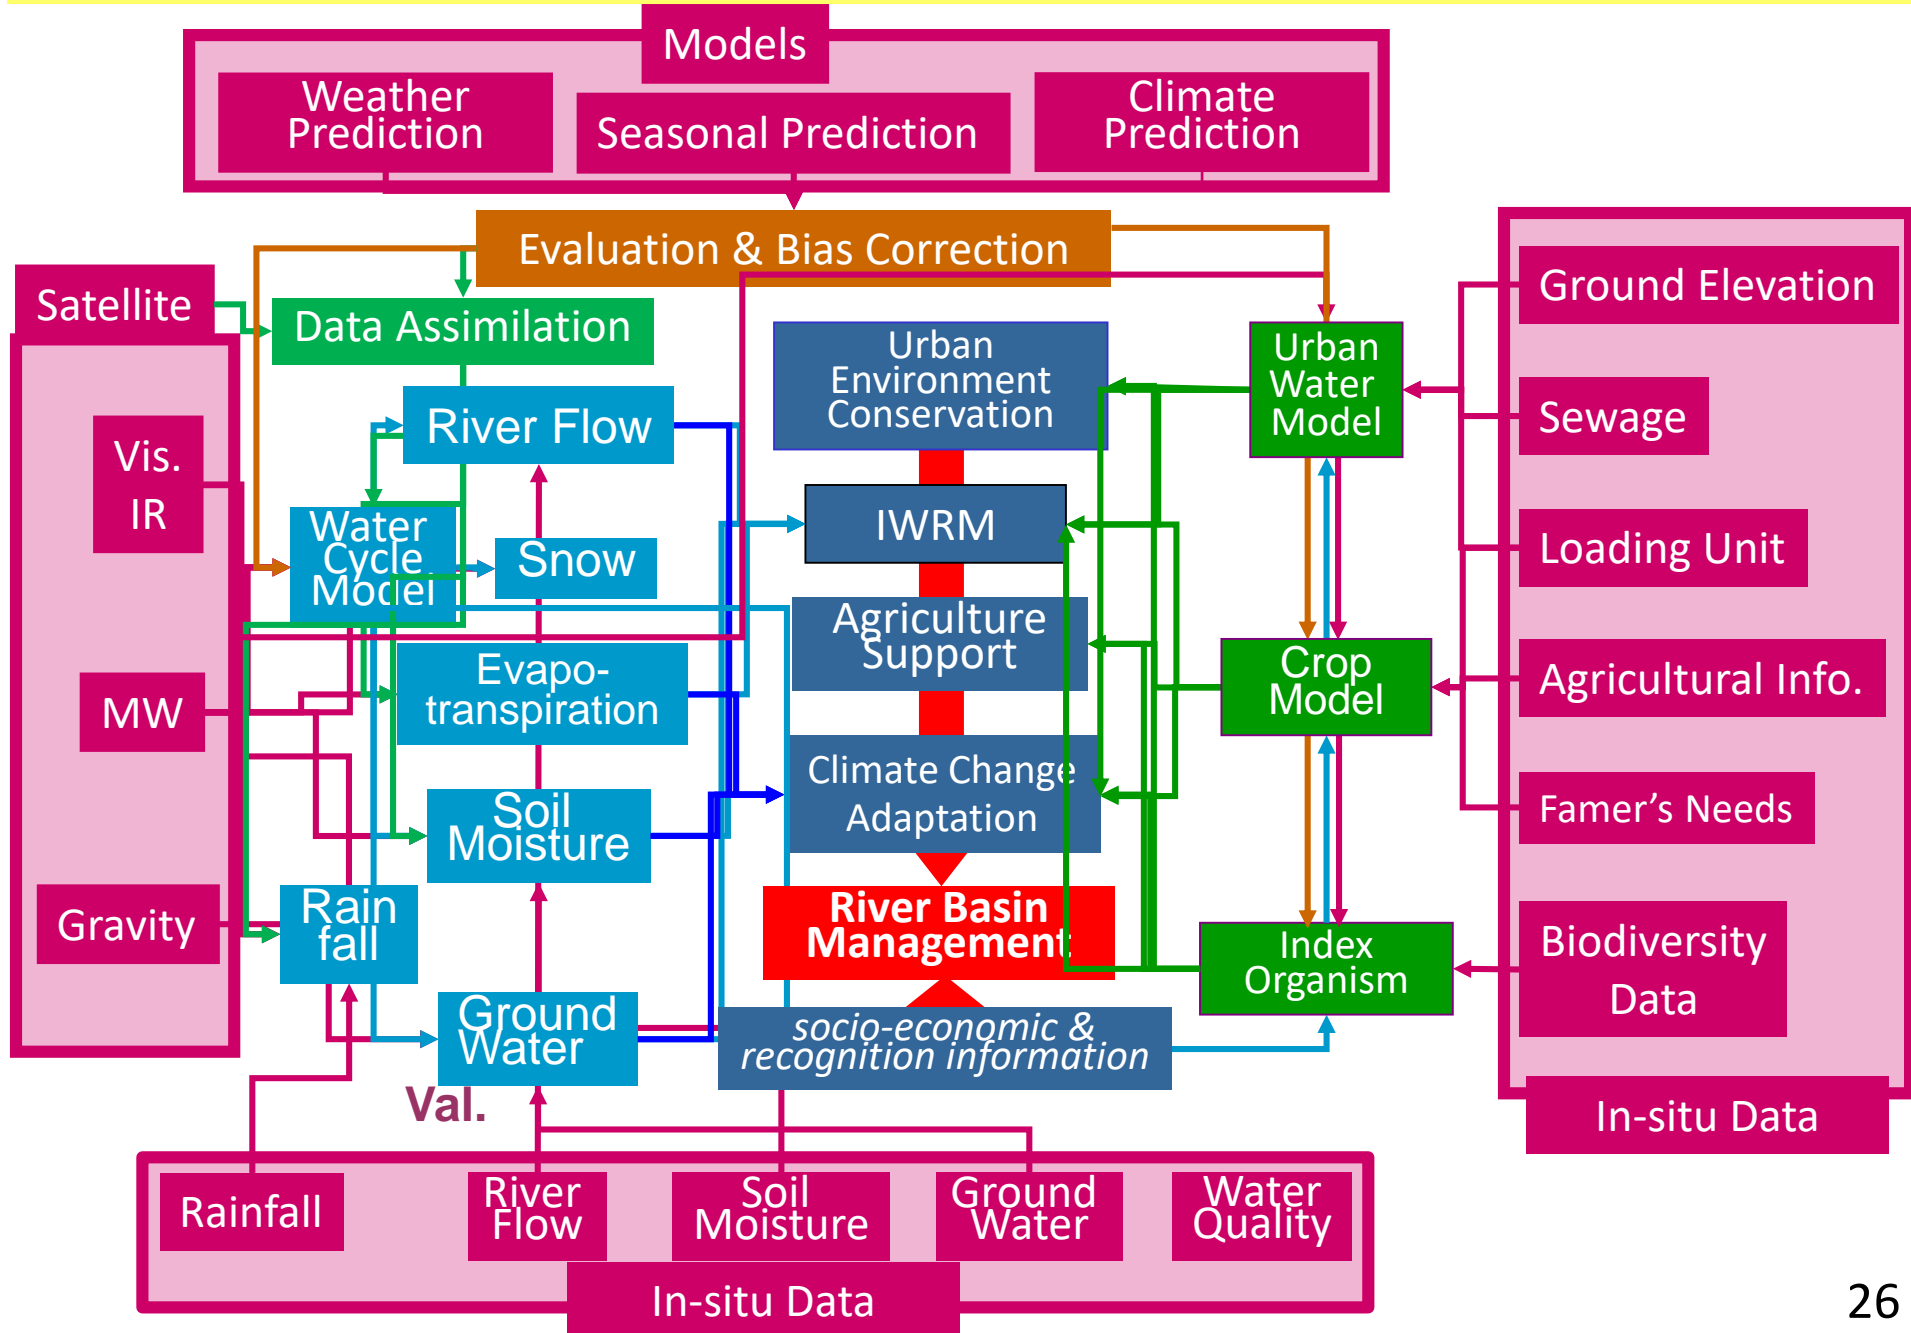 Models
Weather
Prediction
Seasonal Prediction
Climate
Prediction
Evaluation & Bias Correction
Satellite
Data Assimilation
Vis.
IR
MW
Gravity
River Flow
Water
Cycle
Model
Snow
Evapo-
transpiration
Soil
Moisture
Rain
fall
Ground
Water
Val.
Urban
Environment
Conservation
IWRM
Agriculture
Support
Climate Change
Adaptation
River Basin
Management
socio-economic &
recognition information
Urban
Water
Model
Crop
Model
Index
Organism
Ground Elevation
Sewage
Loading Unit
Agricultural Info.
Famer's Needs
Biodiversity
Data
In-situ Data
Rainfall
River
Flow
Soil
Moisture
Ground
Water
Water
Quality
In-situ Data
26